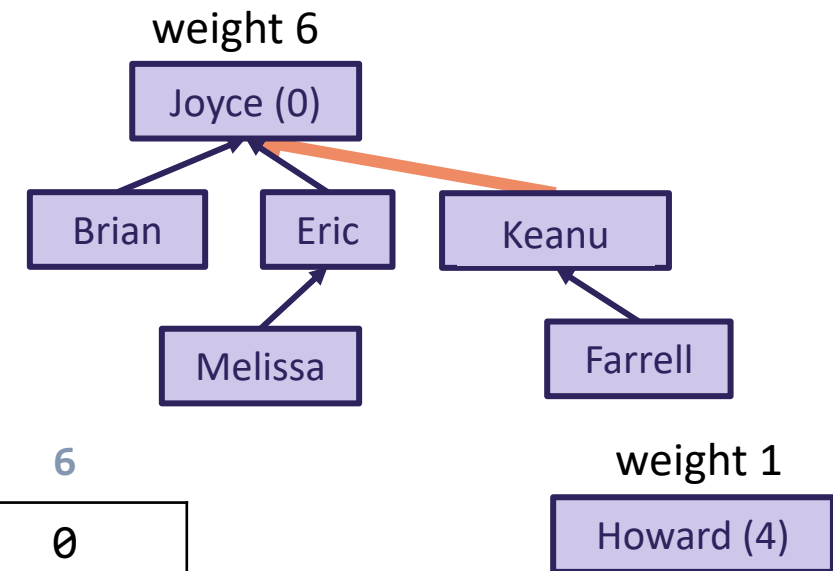 weight 6
Joyce (0)
Brian
Eric
Keanu
Melissa
Farrell
6
weight 1
0
Howard (4)